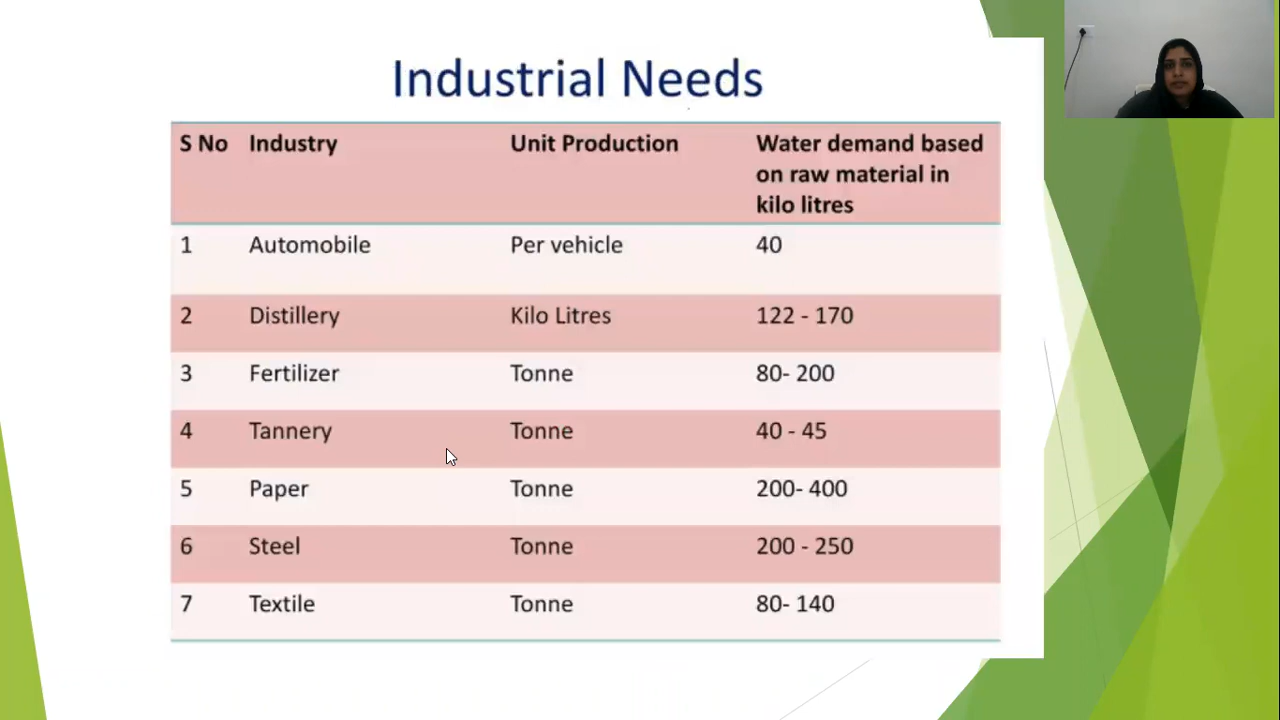 Industrial Needs
S No Industry Unit Production Water demand based
on raw material in
kilo litres
1 Automobile Per vehicle 40
2 Distillery Kilo Litres 122 - 170
3 Fertilizer Tonne 80- 200
4 Tannery Tonne 40 - 45
5 Paper Tonne 200- 400
6 Steel Tonne 200 - 250
7 Textile Tonne 80- 140